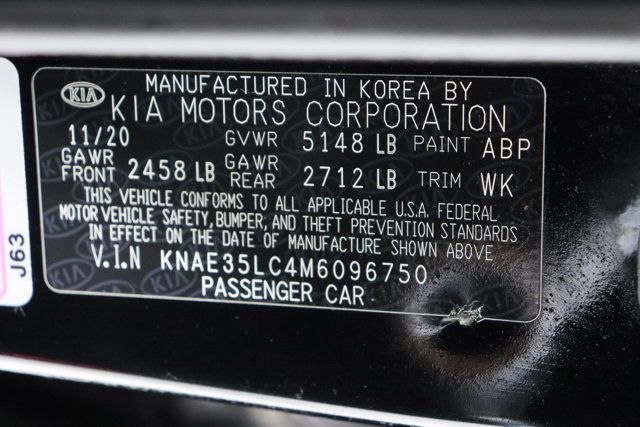 KIA
MANUFACTURED IN KOREA BY
KIA MOTORS CORPORATION
11/20 GVWR 5148 LB PAINT ABP
GAWR FRONT 2458 LB GAWR REAR 2712 LB TRIM WK
THIS VEHICLE CONFORMS TO ALL APPLICABLE U.S.A. FEDERAL
MOTOR VEHICLE SAFETY, BUMPER, AND THEFT PREVENTION STANDARDS
IN EFFECT ON THE DATE OF MANUFACTURE SHOWN ABOVE
V.I.N KNAE35LC4M6096750
PASSENGER CAR
J63